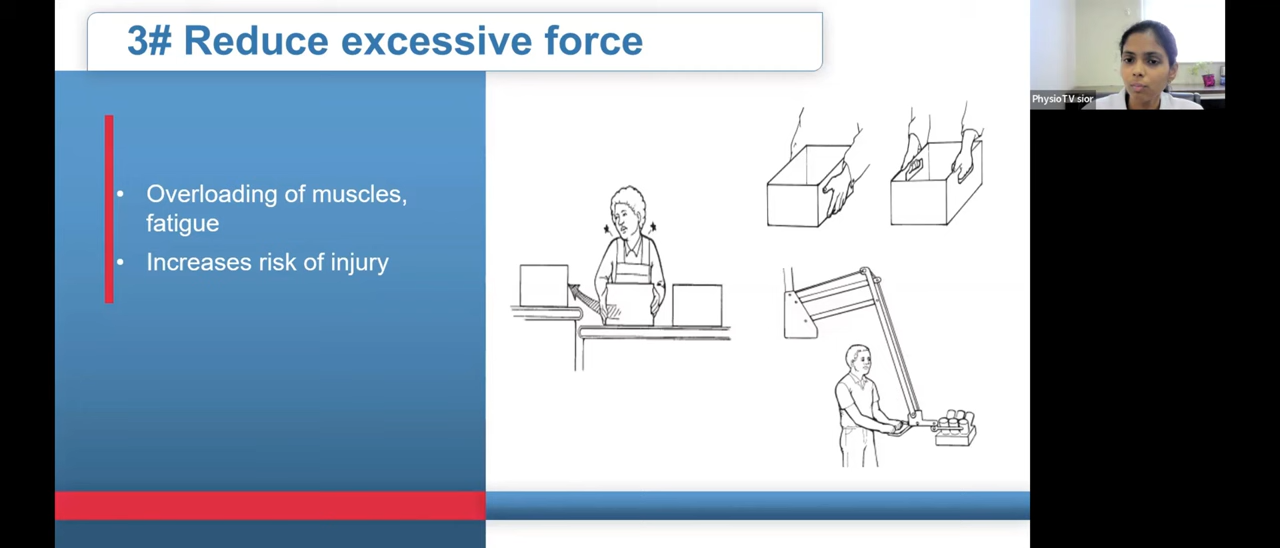 3# Reduce excessive force
PhysioTV sior
• Overloading of muscles,
fatigue
• Increases risk of injury